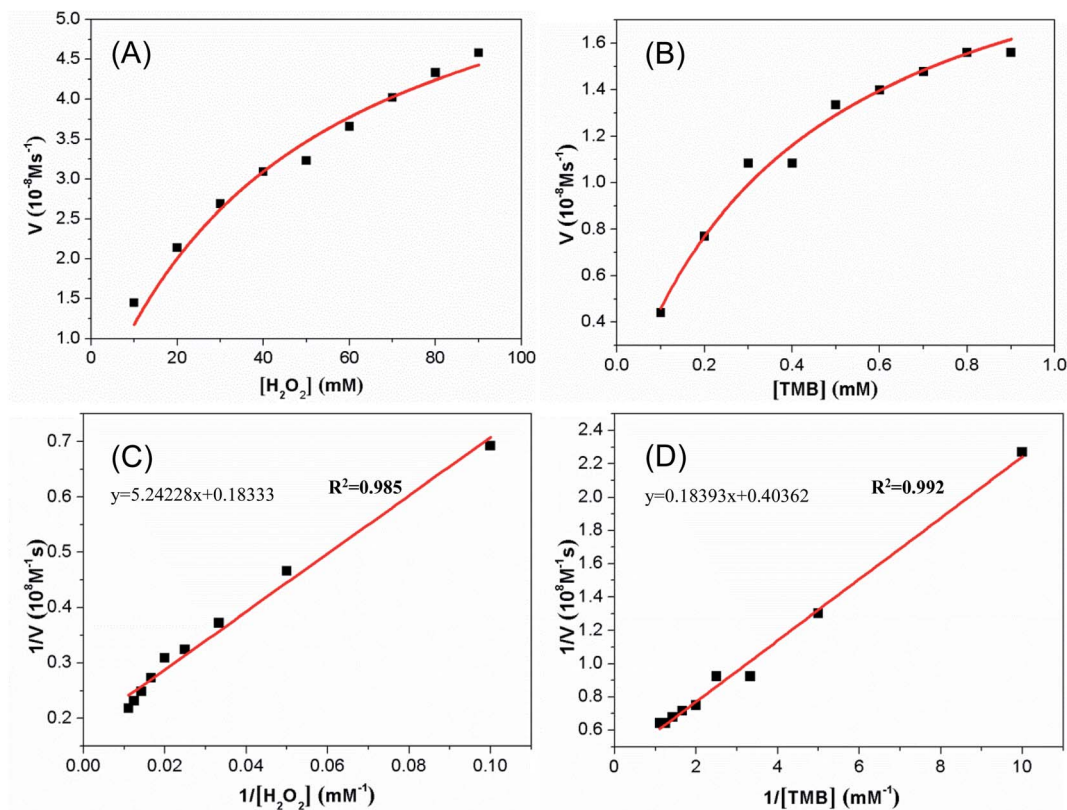 (A)
5.0
4.5
4.0
3.5
3.0
2.5
2.0
1.5
1.0
V (10⁻⁸Ms⁻¹)
0 20 40 60 80 100
[H₂O₂] (mM)
(B)
1.6
1.4
1.2
1.0
0.8
0.6
0.4
V (10⁻⁸Ms⁻¹)
0.0 0.2 0.4 0.6 0.8 1.0
[TMB] (mM)
(C)
y=5.24228x+0.18333 R²=0.985
0.7
0.6
0.5
0.4
0.3
0.2
1/V (10⁸M⁻¹s)
0.00 0.02 0.04 0.06 0.08 0.10
1/[H₂O₂] (mM⁻¹)
(D)
y=0.18393x+0.40362 R²=0.992
2.4
2.2
2.0
1.8
1.6
1.4
1.2
1.0
0.8
0.6
1/V (10⁸M⁻¹s)
0 2 4 6 8 10
1/[TMB] (mM⁻¹)